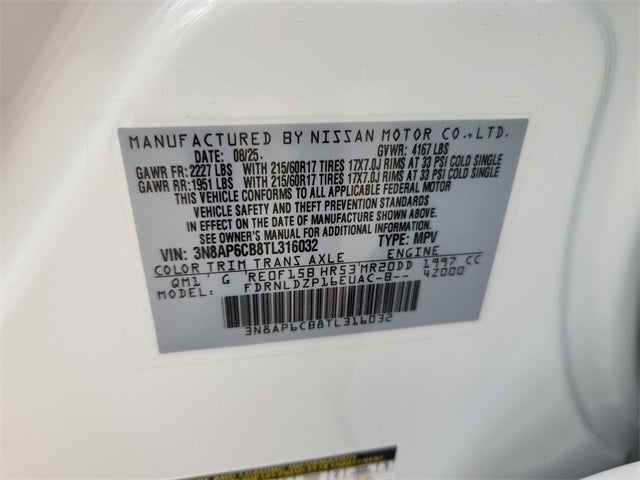 MANUFACTURED BY NISSAN MOTOR CO.,LTD.
DATE: 08/25. GVWR: 4167 LBS
GAWR FR: 2227 LBS WITH 215/60R17 TIRES 17X7.0J RIMS AT 33 PSI COLD SINGLE
GAWR RR: 1951 LBS WITH 215/60R17 TIRES 17X7.0J RIMS AT 33 PSI COLD SINGLE
THIS VEHICLE CONFORMS TO ALL APPLICABLE FEDERAL MOTOR
VEHICLE SAFETY AND THEFT PREVENTION STANDARDS
IN EFFECT ON THE DATE OF MANUFACTURE SHOWN ABOVE.
SEE OWNER'S MANUAL FOR ADDITIONAL INFORMATION.
VIN: 3N8AP6CB8TL316032 TYPE: MPV
COLOR TRIM TRANS AXLE ENGINE
QM1 G RE0F15B HR53 MR20DD 1997 CC
MODEL: FDRNLDZP16EUAC-B-- 4Z000
3N8AP6CB8TL316032